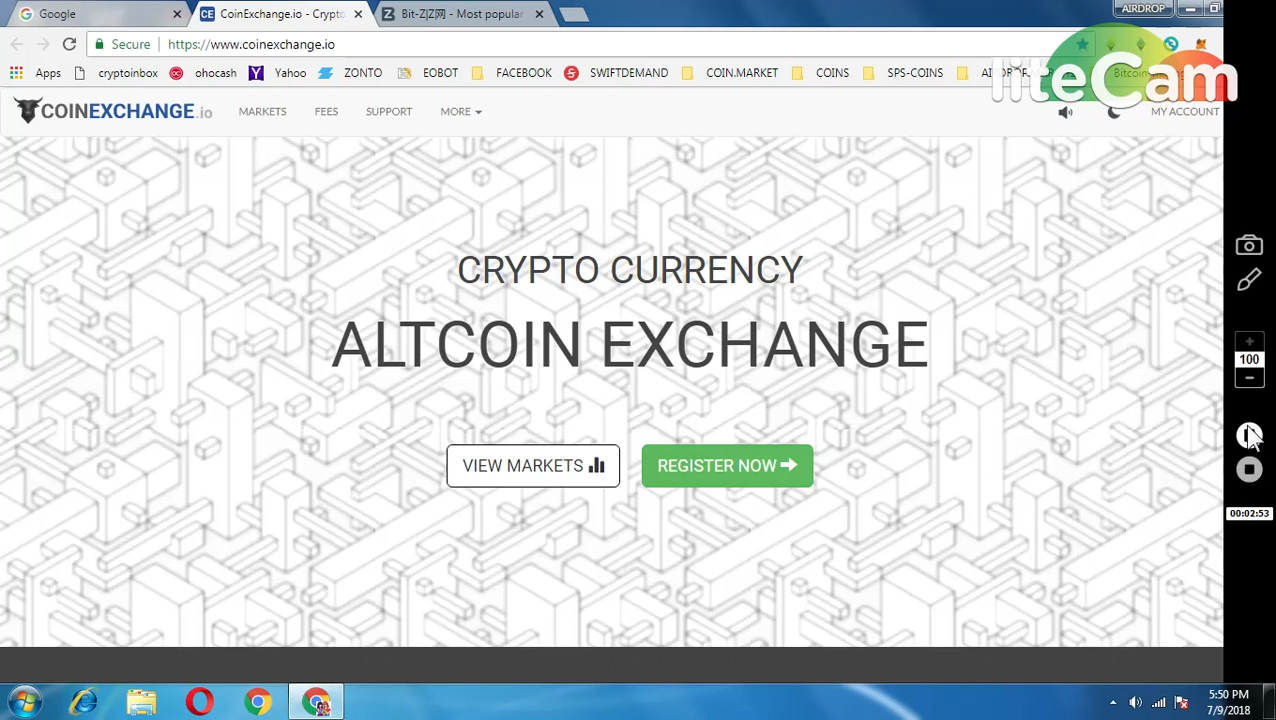 Google
CoinExchange.io - Crypto
Bit-Z|Z网 - Most popular
AIRDROP
Secure
https://www.coinexchange.io
Apps
cryptoinbox
ohocash
Yahoo
EOBOT
FACEBOOK
SWIFTDEMAND
COIN.MARKET
COINS
SPS-COINS
liteCam
COINEXCHANGE.io
MARKETS
FEES
SUPPORT
MORE
MY ACCOUNT
CRYPTO CURRENCY
ALTCOIN EXCHANGE
VIEW MARKETS
REGISTER NOW
100
00:02:53
5:50 PM
7/9/2018